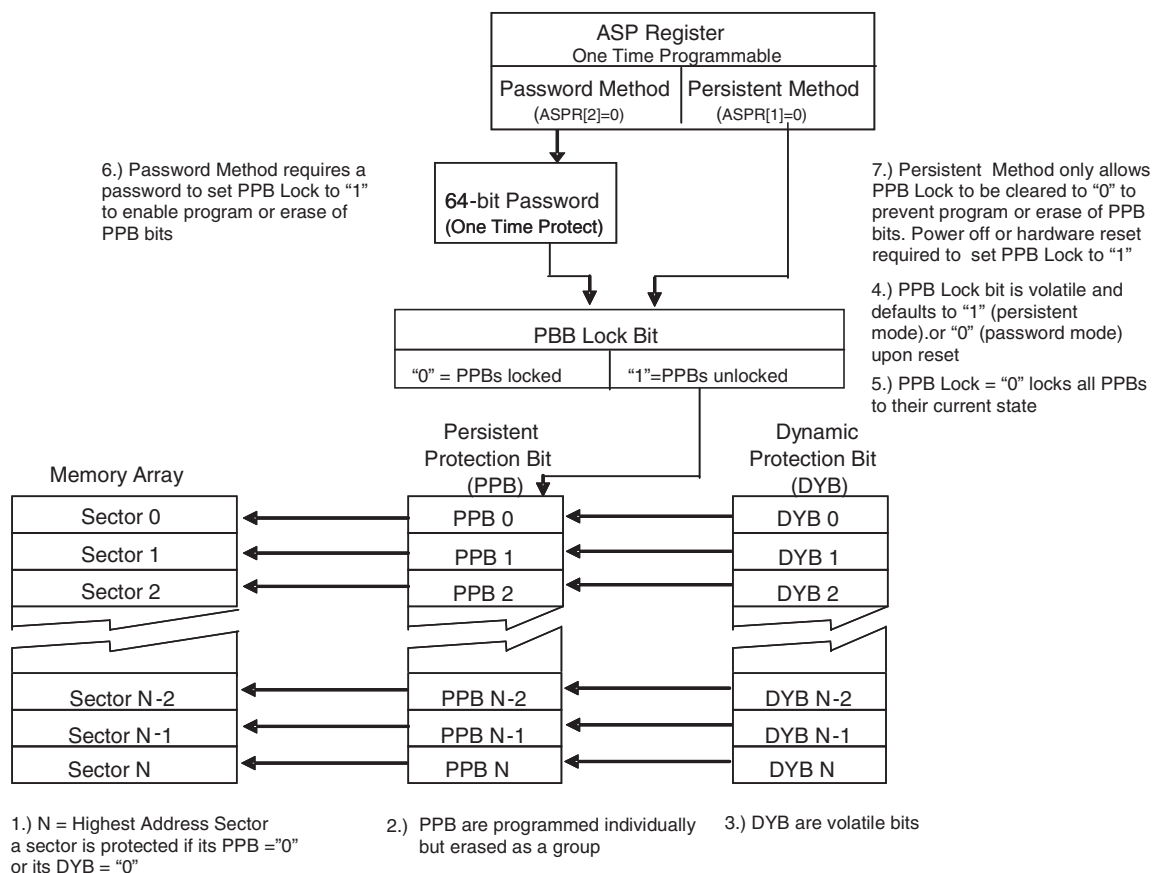 ASP Register
One Time Programmable
Password Method
(ASPR[2]=0)
Persistent Method
(ASPR[1]=0)
6.) Password Method requires a
password to set PPB Lock to “1”
to enable program or erase of
PPB bits
64-bit Password
(One Time Protect)
7.) Persistent Method only allows
PPB Lock to be cleared to “0” to
prevent program or erase of PPB
bits. Power off or hardware reset
required to set PPB Lock to “1”
4.) PPB Lock bit is volatile and
defaults to “1” (persistent
mode).or “0” (password mode)
upon reset
5.) PPB Lock = “0” locks all PPBs
to their current state
PBB Lock Bit
“0” = PPBs locked
“1”=PPBs unlocked
Memory Array
Persistent
Protection Bit
(PPB)
Dynamic
Protection Bit
(DYB)
Sector 0
PPB 0
DYB 0
Sector 1
PPB 1
DYB 1
Sector 2
PPB 2
DYB 2
Sector N-2
PPB N-2
DYB N-2
Sector N-1
PPB N-1
DYB N-1
Sector N
PPB N
DYB N
1.) N = Highest Address Sector
a sector is protected if its PPB =”0”
or its DYB = “0”
2.) PPB are programmed individually
but erased as a group
3.) DYB are volatile bits